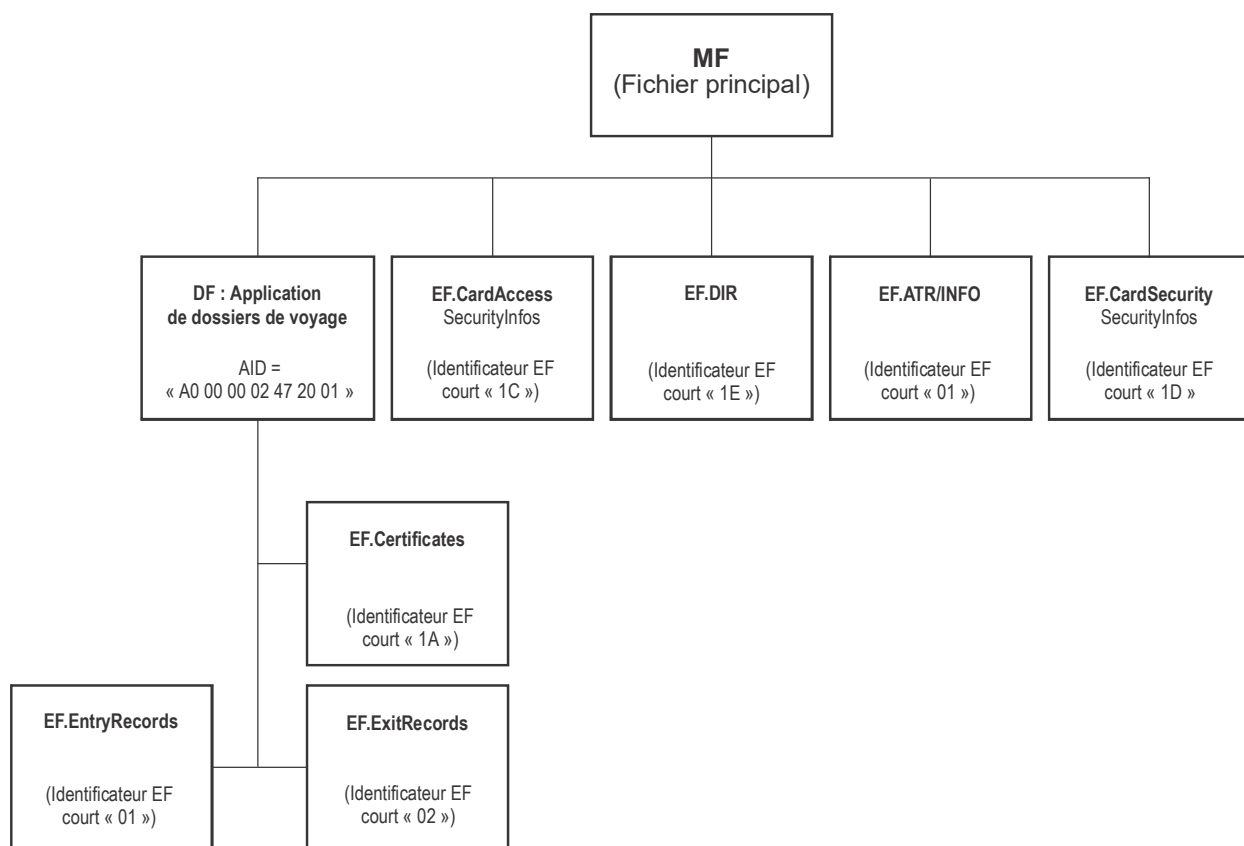 MF
(Fichier principal)
DF : Application
de dossiers de voyage
AID =
« A0 00 00 02 47 20 01 »
EF.CardAccess
SecurityInfos
(Identificateur EF
court « 1C »)
EF.DIR
(Identificateur EF
court « 1E »)
EF.ATR/INFO
(Identificateur EF
court « 01 »)
EF.CardSecurity
SecurityInfos
(Identificateur EF
court « 1D »
EF.Certificates
(Identificateur EF
court « 1A »)
EF.EntryRecords
(Identificateur EF
court « 01 »)
EF.ExitRecords
(Identificateur EF
court « 02 »)